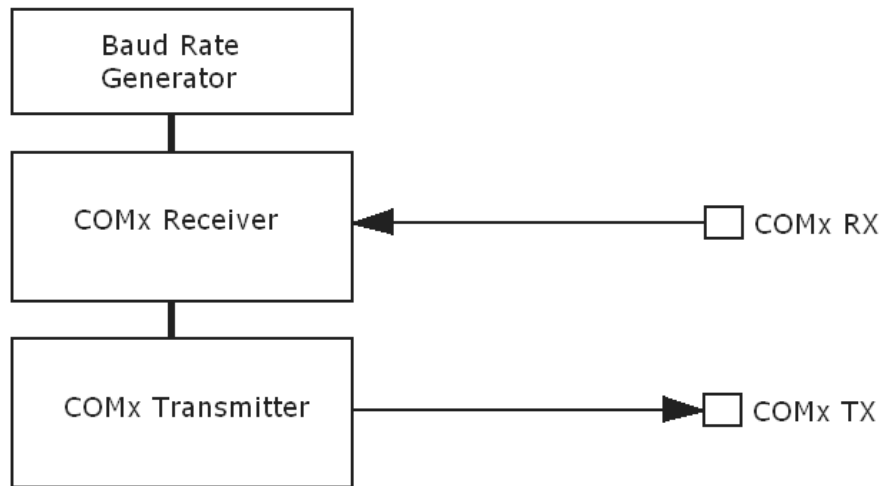 Baud Rate
Generator
COMx Receiver
COMx RX
COMx Transmitter
COMx TX